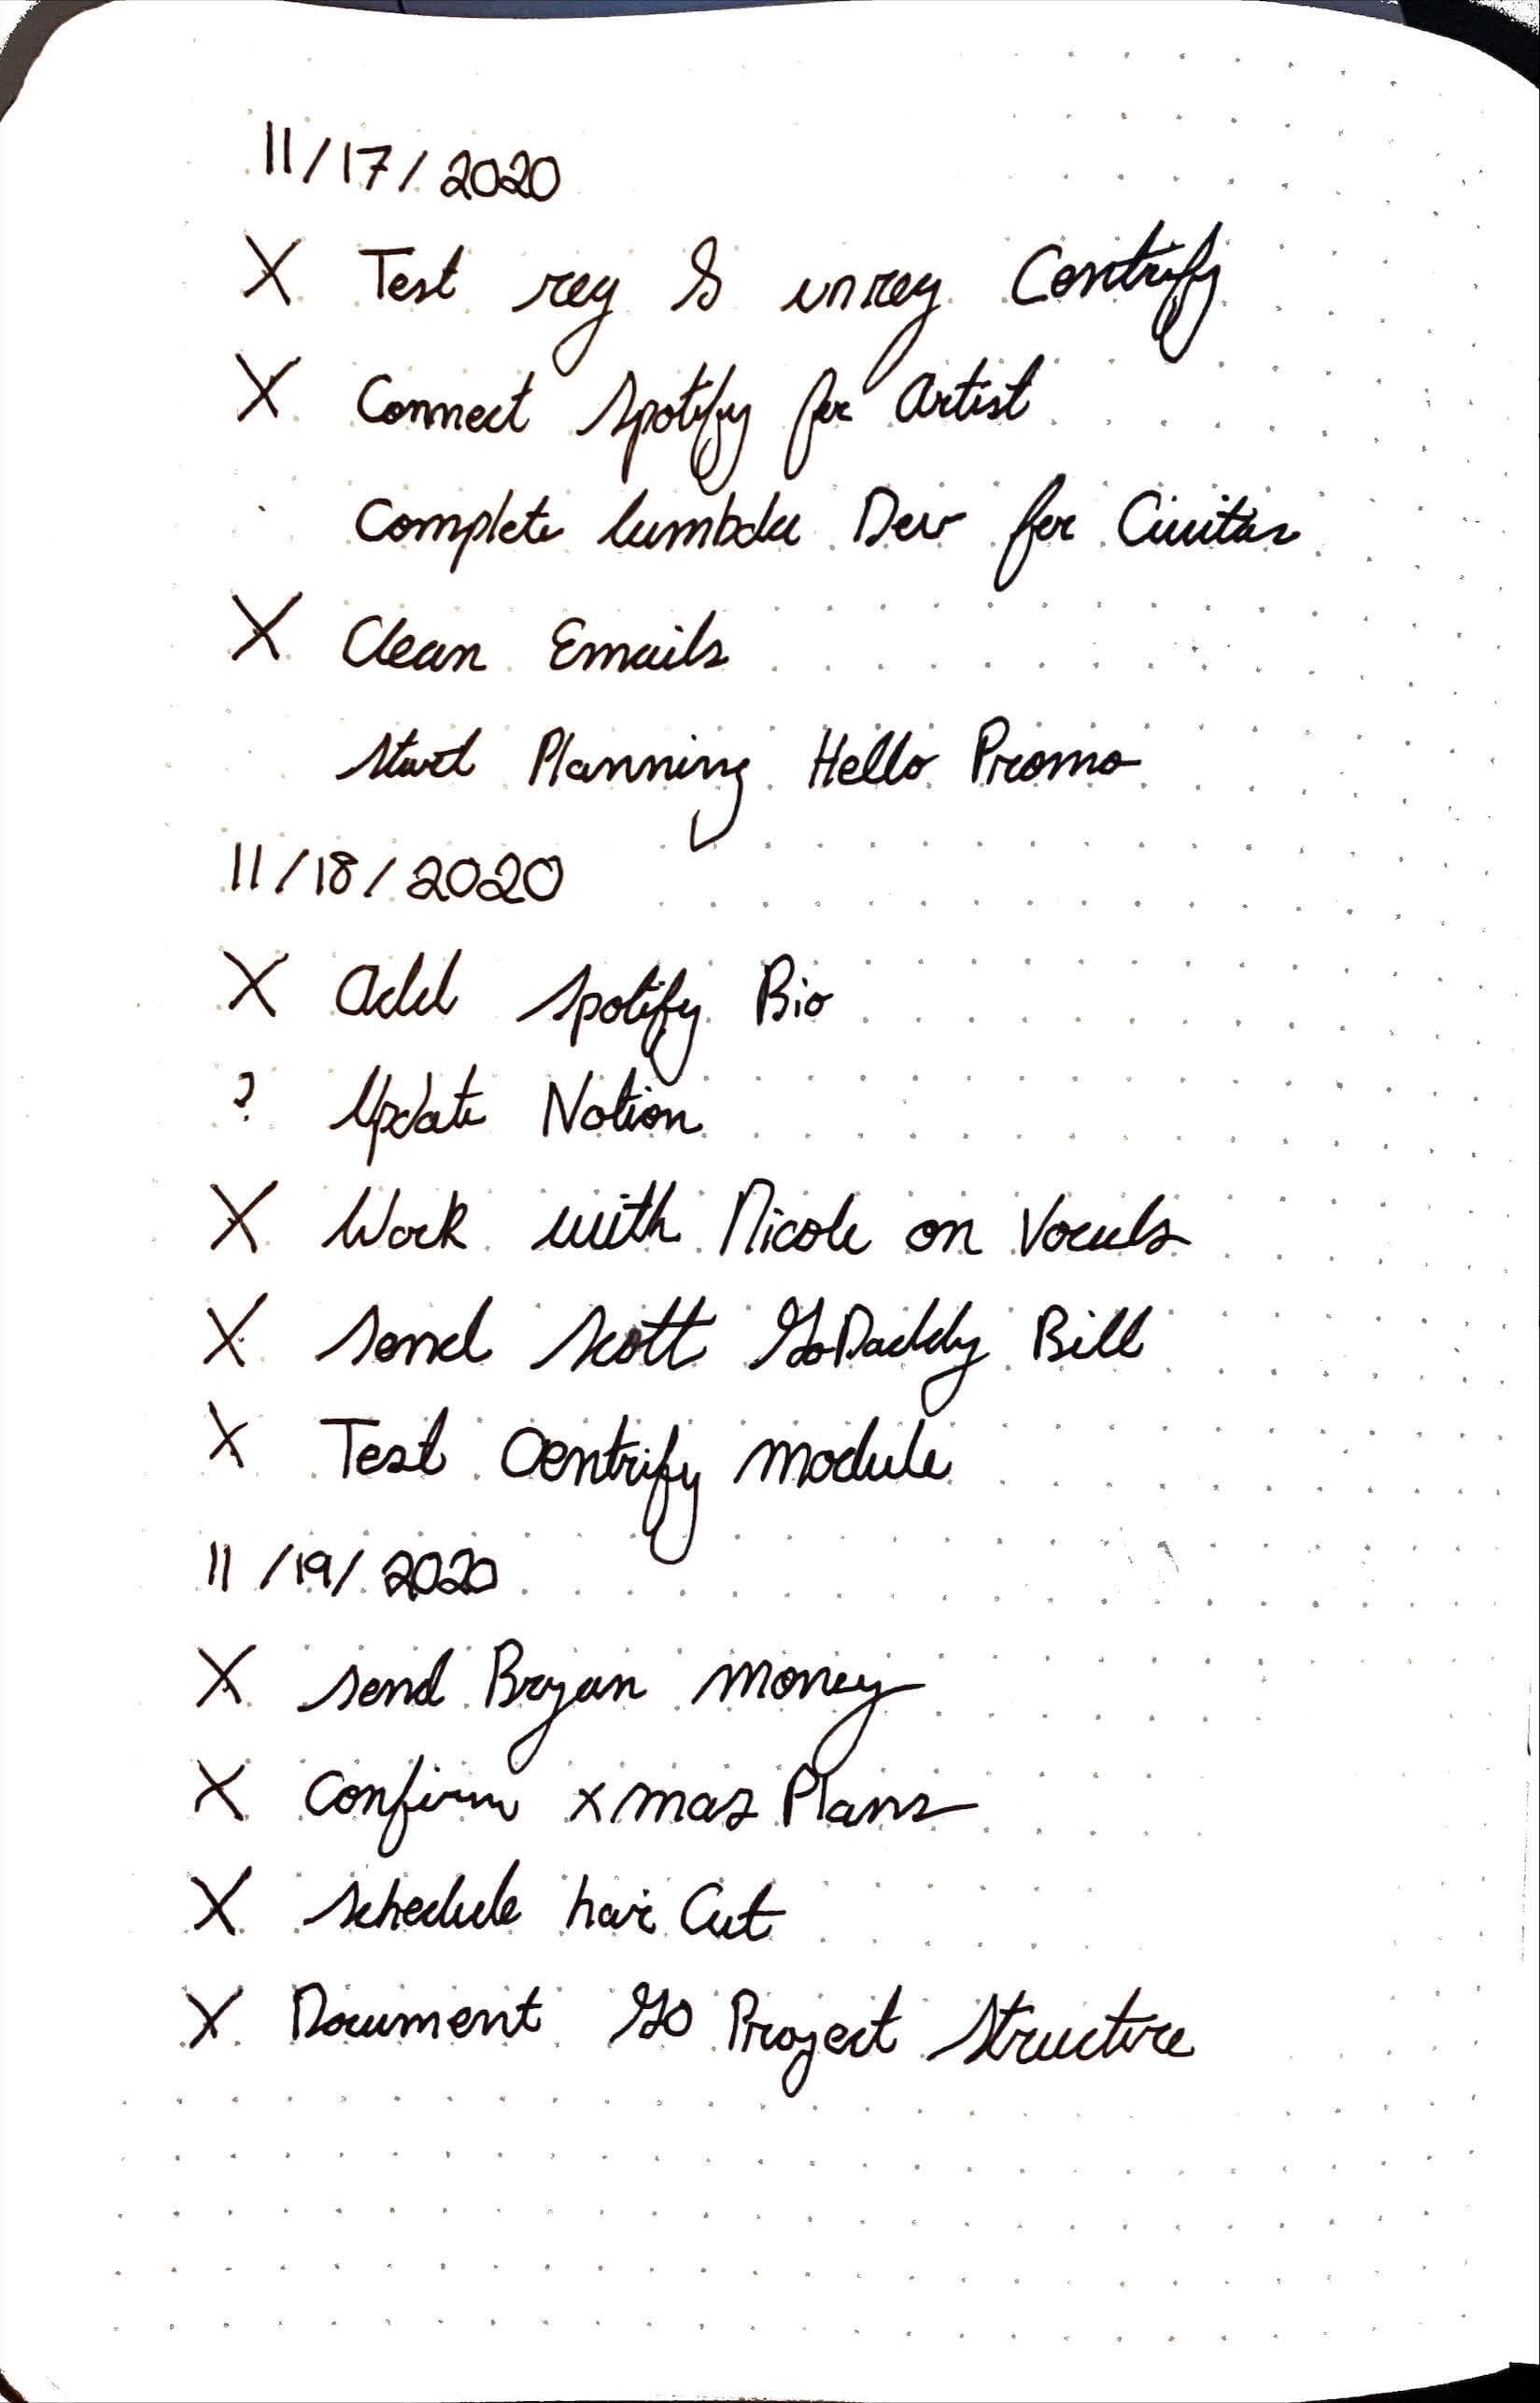 11/17/2020
X Test reg & unreg Centrify
X Connect Spotify for Artist
Complete lambda Dev for Civitas
X Clean Emails
Start Planning Hello Promo
11/18/2020
X Add Spotify Bio
? Update Notion
X Work with Nicole on Vocals
X Send Scott GoDaddy Bill
X Test Centrify module
11/19/2020
X Send Bryan money
X Confirm xmas Plans
X Schedule hair Cut
X Document Go Project Structure